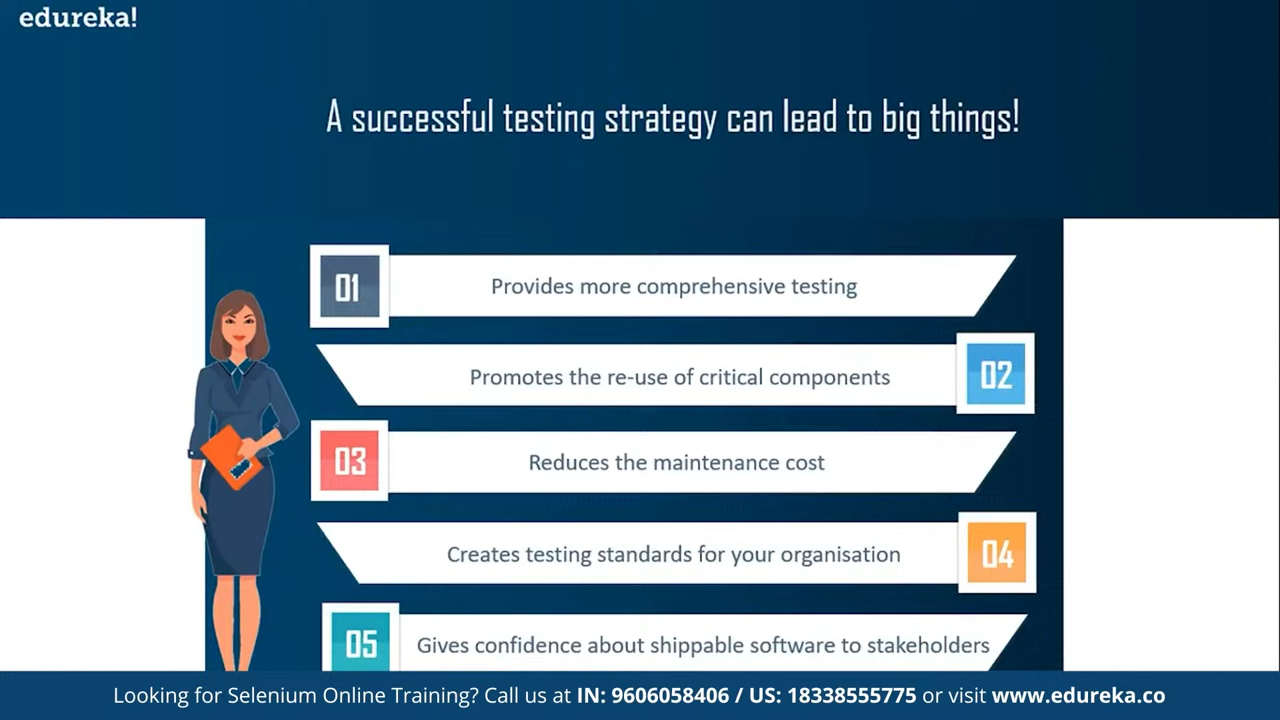 edureka!
A successful testing strategy can lead to big things!
01
Provides more comprehensive testing
Promotes the re-use of critical components
02
03
Reduces the maintenance cost
Creates testing standards for your organisation
04
05
Gives confidence about shippable software to stakeholders
Looking for Selenium Online Training? Call us at IN: 9606058406 / US: 18338555775 or visit www.edureka.co